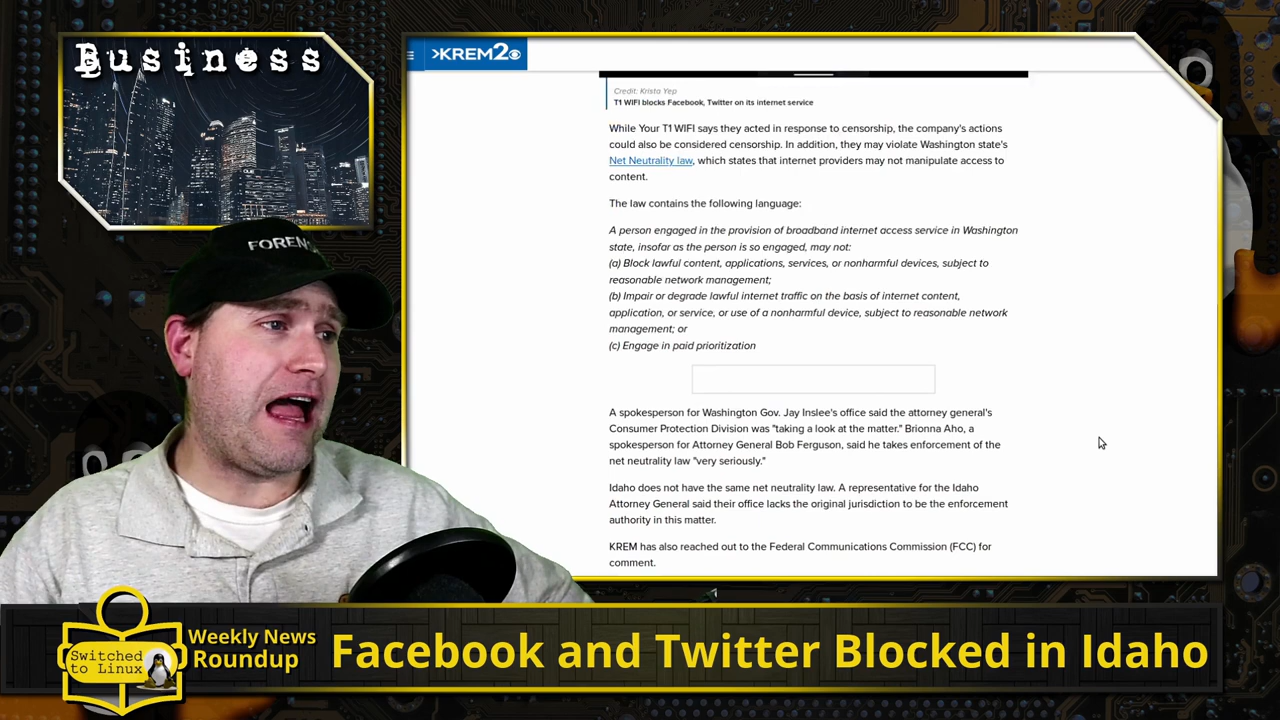 Business
>KREM2
Credit: Krista Yep
T1 WIFI blocks Facebook, Twitter on its internet service
While Your T1 WIFI says they acted in response to censorship, the company's actions
could also be considered censorship. In addition, they may violate Washington state's
Net Neutrality law, which states that internet providers may not manipulate access to
content.
The law contains the following language:
A person engaged in the provision of broadband internet access service in Washington
state, insofar as the person is so engaged, may not:
(a) Block lawful content, applications, services, or nonharmful devices, subject to
reasonable network management;
(b) Impair or degrade lawful internet traffic on the basis of internet content,
application, or service, or use of a nonharmful device, subject to reasonable network
management; or
(c) Engage in paid prioritization
A spokesperson for Washington Gov. Jay Inslee's office said the attorney general's
Consumer Protection Division was "taking a look at the matter." Brionna Aho, a
spokesperson for Attorney General Bob Ferguson, said he takes enforcement of the
net neutrality law "very seriously."
Idaho does not have the same net neutrality law. A representative for the Idaho
Attorney General said their office lacks the original jurisdiction to be the enforcement
authority in this matter.
KREM has also reached out to the Federal Communications Commission (FCC) for
comment.
Switched
to Linux
Weekly News
Roundup
Facebook and Twitter Blocked in Idaho